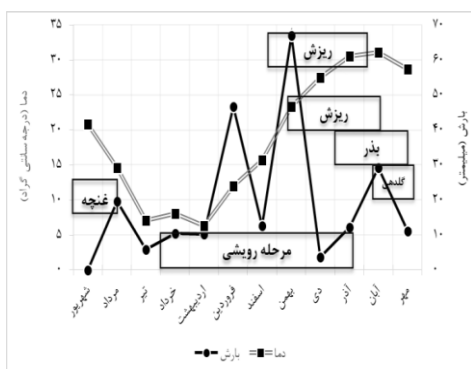 دما (درجه سانتی گراد)
۳۵
۳۰
۲۵
۲۰
۱۵
۱۰
۵
۰
ریزش
ریزش
بذر
گلدهی
غنچه
مرحله رویشی
۷۰
۶۰
۵۰
۴۰
۳۰
۲۰
۱۰
۰
بارش (میلیمتر)
شهریور
مرداد
تیر
خرداد
اردیبهشت
فروردین
اسفند
بهمن
دی
آذر
آبان
مهر
بارش
دما